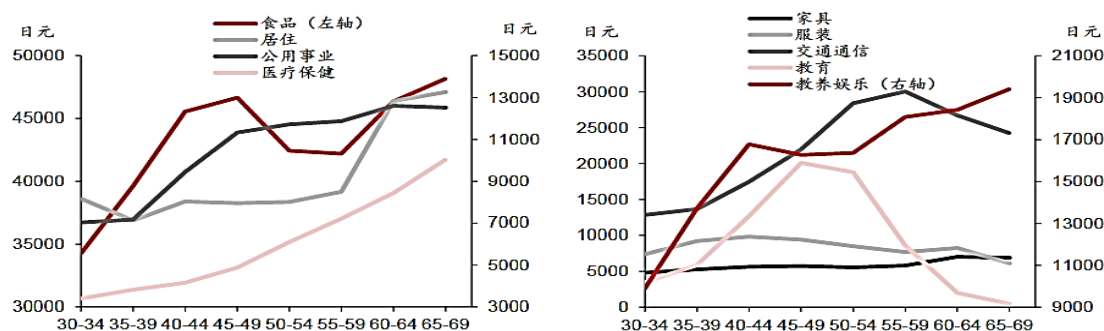 日元
食品（左轴）
居住
公用事业
医疗保健
日元
50000
45000
40000
35000
30000
15000
13000
11000
9000
7000
5000
3000
30-34 35-39 40-44 45-49 50-54 55-59 60-64 65-69
日元
家具
服装
交通通信
教育
教养娱乐（右轴）
日元
35000
30000
25000
20000
15000
10000
5000
0
21000
19000
17000
15000
13000
11000
9000
30-34 35-39 40-44 45-49 50-54 55-59 60-64 65-69